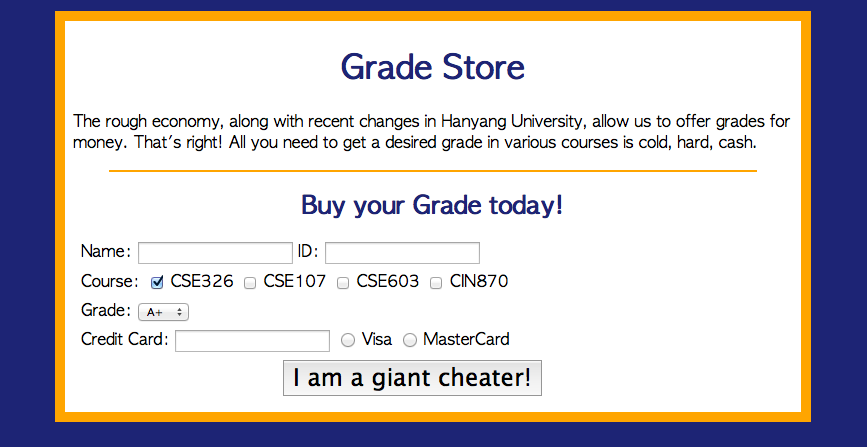 Grade Store
The rough economy, along with recent changes in Hanyang University, allow us to offer grades for
money. That's right! All you need to get a desired grade in various courses is cold, hard, cash.
Buy your Grade today!
Name: ID:
Course: CSE326 CSE107 CSE603 CIN870
Grade: A+
Credit Card: Visa MasterCard
I am a giant cheater!